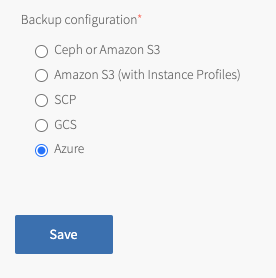 Backup configuration*
Ceph or Amazon S3
Amazon S3 (with Instance Profiles)
SCP
GCS
Azure
Save